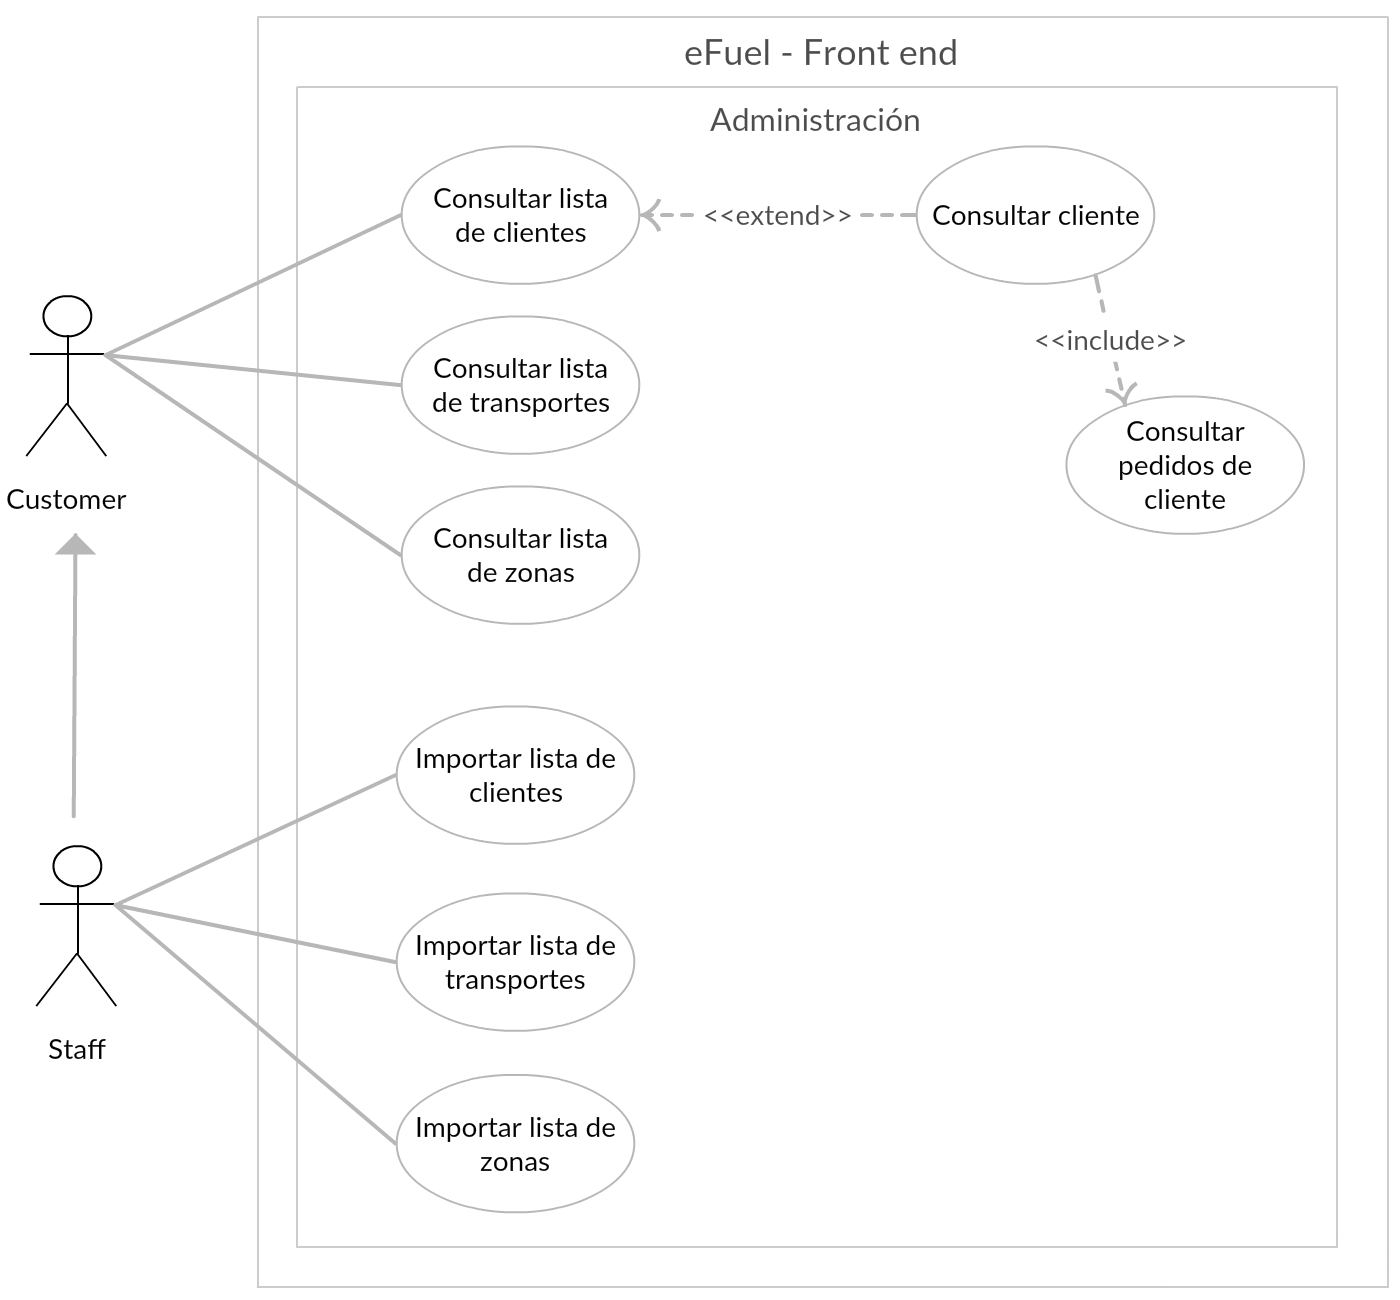 eFuel - Front end
Administración
Consultar lista
de clientes
<<extend>>
Consultar cliente
<<include>>
Consultar lista
de transportes
Consultar
pedidos de
cliente
Customer
Consultar lista
de zonas
Importar lista de
clientes
Importar lista de
transportes
Staff
Importar lista de
zonas